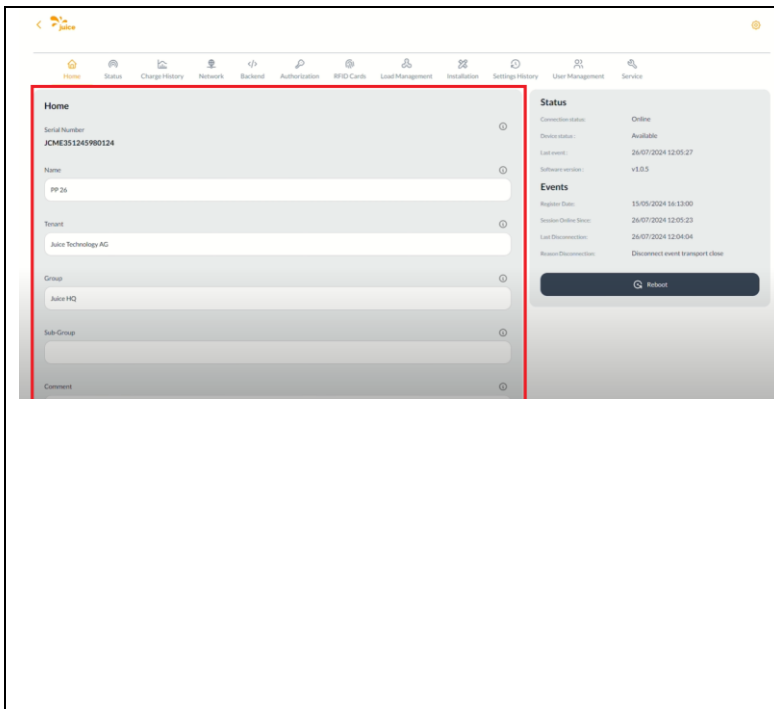 juice
Home
Status
Charge History
Network
Backend
Authorization
RFID Cards
Load Management
Installation
Settings History
User Management
Service
Home
Serial Number
JCME351245980124
Name
PP 26
Tenant
Juice Technology AG
Group
Juice HQ
Sub-Group
Comment
Status
Connection status: Online
Device status : Available
Last event : 26/07/2024 12:05:27
Software version : v1.0.5
Events
Register Date: 15/05/2024 16:13:00
Session Online Since: 26/07/2024 12:05:23
Last Disconnection: 26/07/2024 12:04:04
Reason Disconnection: Disconnect event transport close
Reboot